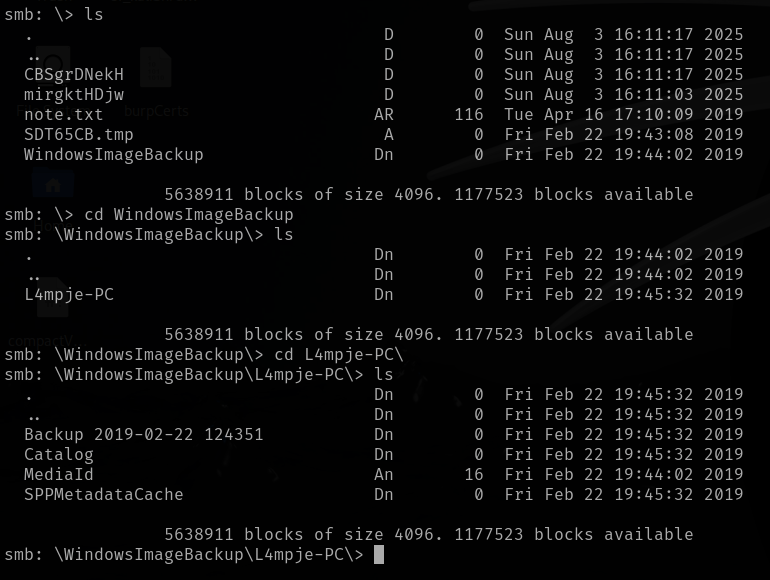 smb: \> ls
  .                                   D        0  Sun Aug  3 16:11:17 2025
  ..                                  D        0  Sun Aug  3 16:11:17 2025
  CBSgrDNekH                          D        0  Sun Aug  3 16:11:17 2025
  mirgktHDjw                          D        0  Sun Aug  3 16:11:03 2025
  note.txt                           AR      116  Tue Apr 16 17:10:09 2019
  SDT65CB.tmp                         A        0  Fri Feb 22 19:43:08 2019
  WindowsImageBackup                 Dn        0  Fri Feb 22 19:44:02 2019

                5638911 blocks of size 4096. 1177523 blocks available
smb: \> cd WindowsImageBackup
smb: \WindowsImageBackup\> ls
  .                                  Dn        0  Fri Feb 22 19:44:02 2019
  ..                                 Dn        0  Fri Feb 22 19:44:02 2019
  L4mpje-PC                          Dn        0  Fri Feb 22 19:45:32 2019

                5638911 blocks of size 4096. 1177523 blocks available
smb: \WindowsImageBackup\> cd L4mpje-PC\
smb: \WindowsImageBackup\L4mpje-PC\> ls
  .                                  Dn        0  Fri Feb 22 19:45:32 2019
  ..                                 Dn        0  Fri Feb 22 19:45:32 2019
  Backup 2019-02-22 124351           Dn        0  Fri Feb 22 19:45:32 2019
  Catalog                            Dn        0  Fri Feb 22 19:45:32 2019
  MediaId                            An       16  Fri Feb 22 19:44:02 2019
  SPPMetadataCache                   Dn        0  Fri Feb 22 19:45:32 2019

                5638911 blocks of size 4096. 1177523 blocks available
smb: \WindowsImageBackup\L4mpje-PC\>
burpCerts